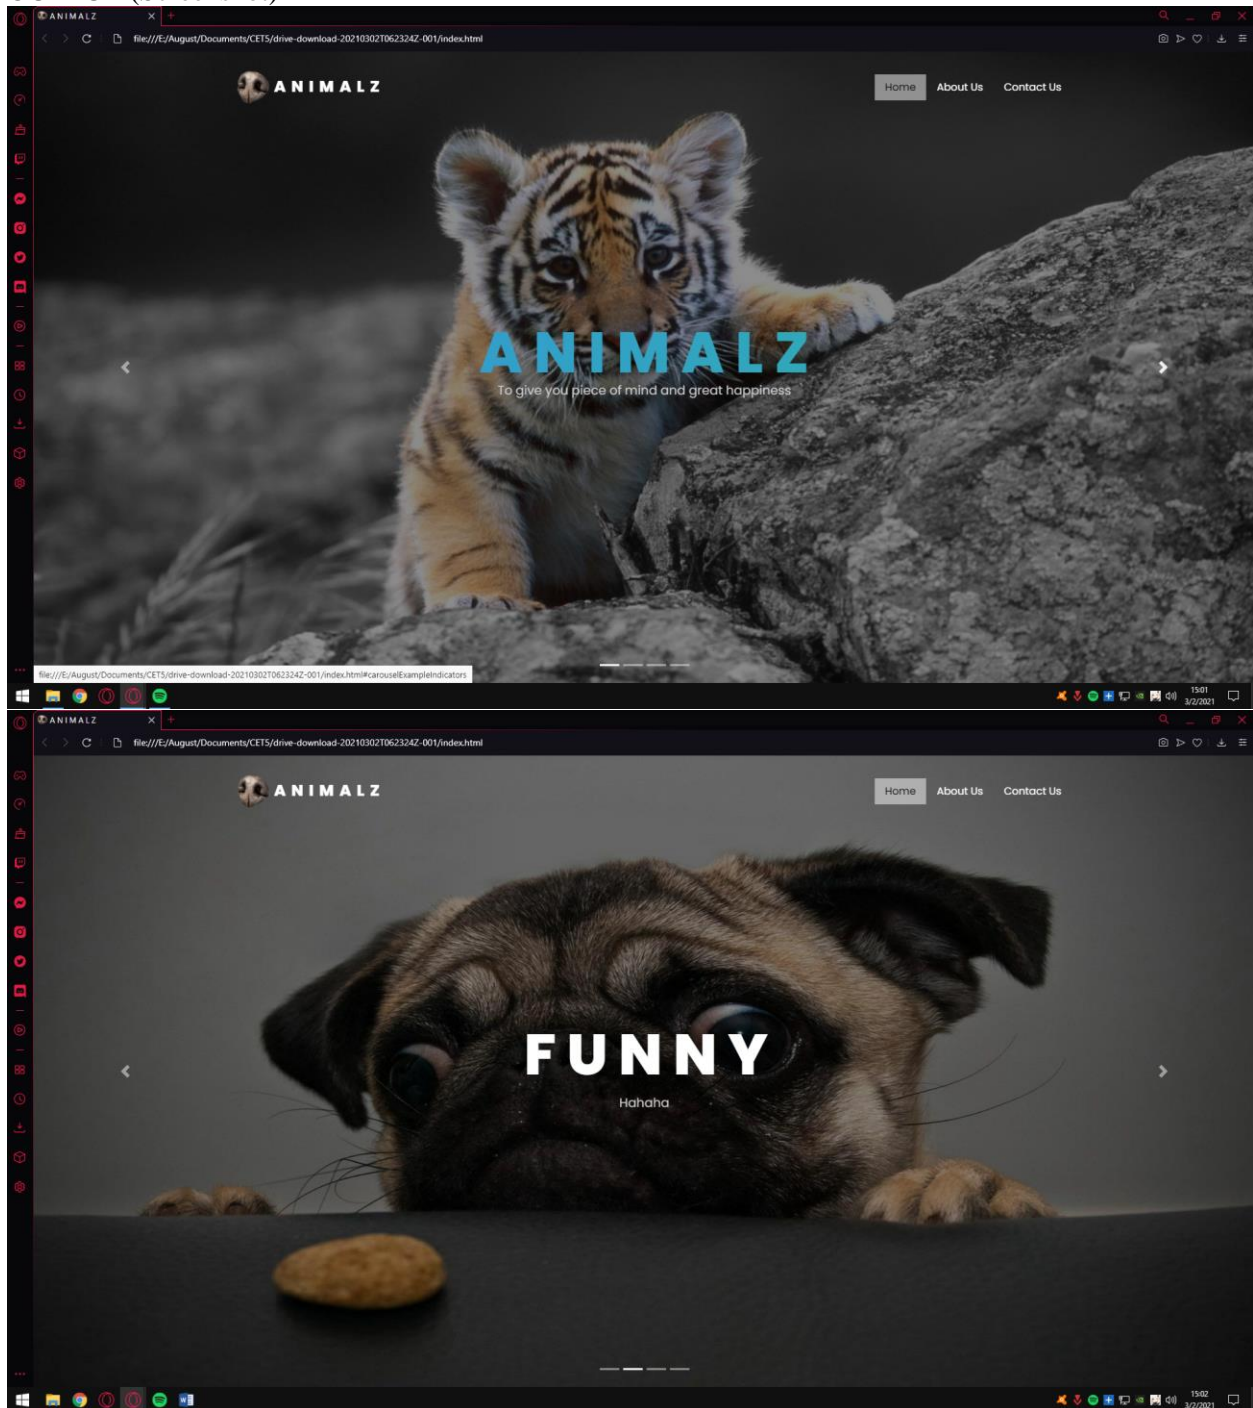 ANIMALZ
file:///E:/August/Documents/CET5/drive-download-20210302T062324Z-001/index.html
ANIMALZ
Home About Us Contact Us
ANIMALZ
To give you piece of mind and great happiness
file:///E:/August/Documents/CET5/drive-download-20210302T062324Z-001/index.html#carouselExampleIndicators
15:01
3/2/2021
ANIMALZ
file:///E:/August/Documents/CET5/drive-download-20210302T062324Z-001/index.html
ANIMALZ
Home About Us Contact Us
FUNNY
Hahaha
15:02
3/2/2021